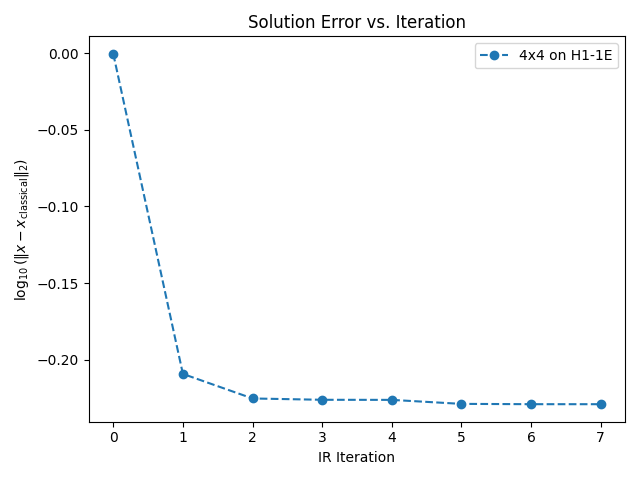 Solution Error vs. Iteration
4x4 on H1-1E
log₁₀(‖x − x_classical‖₂)
0.00
−0.05
−0.10
−0.15
−0.20
0 1 2 3 4 5 6 7
IR Iteration